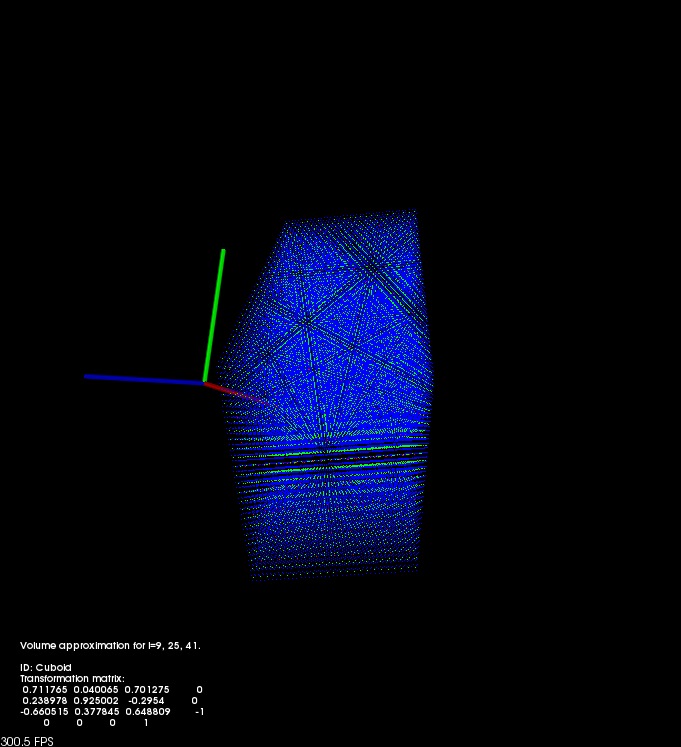 Volume approximation for l=9, 25, 41.
ID: Cuboid
Transformation matrix:
0.711765 0.040065 0.701275 0
0.238978 0.925002 -0.2954 0
-0.660515 0.377845 0.648809 -1
0 0 0 1
300.5 FPS